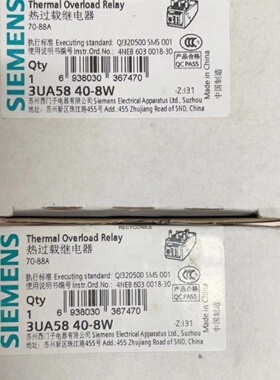 SIEMENS
Thermal Overload Relay
热过载继电器
70-88A
执行标准 Executing standard: Q/320500 SMS 001
使用说明书编号 Instr.Ord.No.: 4NEB 603 0018-30
Qty
1
6 938030 367470
3UA58 40-8W
-Z:I31
产品合格
QC PASS
Made in China
中国制造
苏州西门子电器有限公司 Siemens Electrical Apparatus Ltd., Suzhou
苏州新区珠江路455号 455 Zhujiang Road of SND, China
RECYCLABLE
SIEMENS
Thermal Overload Relay
热过载继电器
70-88A
执行标准 Executing standard: Q/320500 SMS 001
使用说明书编号 Instr.Ord.No.: 4NEB 603 0018-30
Qty
1
6 938030 367470
3UA58 40-8W
-Z:I31
产品合格
QC PASS
Made in China
中国制造
苏州西门子电器有限公司 Siemens Electrical Apparatus Ltd., Suzhou
苏州新区珠江路455号 455 Zhujiang Road of SND, China